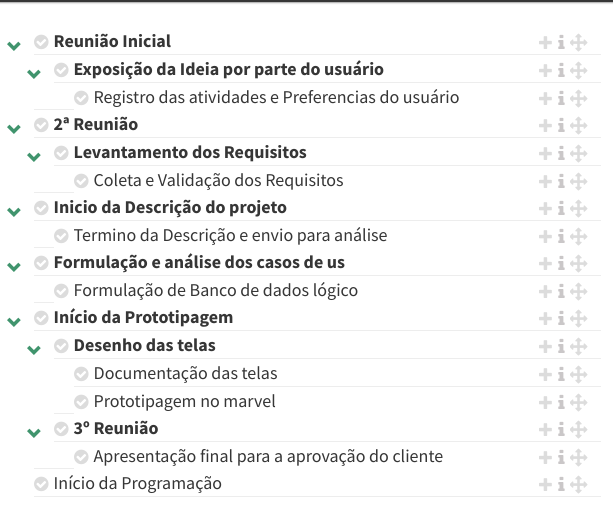 Reunião Inicial
Exposição da Ideia por parte do usuário
Registro das atividades e Preferencias do usuário
2ª Reunião
Levantamento dos Requisitos
Coleta e Validação dos Requisitos
Inicio da Descrição do projeto
Termino da Descrição e envio para análise
Formulação e análise dos casos de us
Formulação de Banco de dados lógico
Início da Prototipagem
Desenho das telas
Documentação das telas
Prototipagem no marvel
3º Reunião
Apresentação final para a aprovação do cliente
Início da Programação